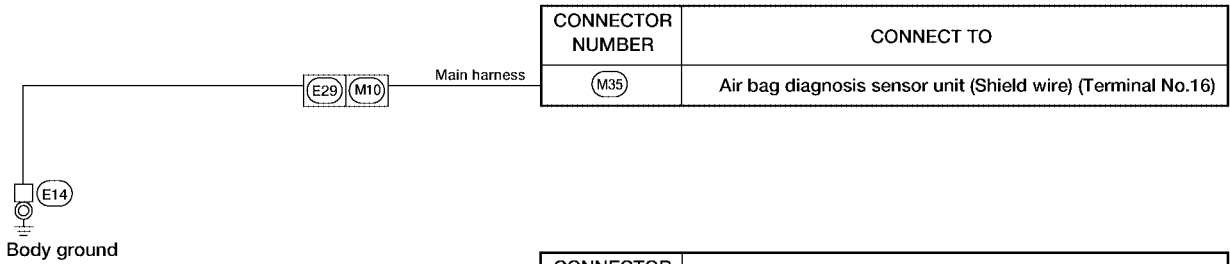 CONNECTOR
NUMBER
CONNECT TO
Main harness
E29 M10
M35
Air bag diagnosis sensor unit (Shield wire) (Terminal No.16)
E14
Body ground
CONNECTOR